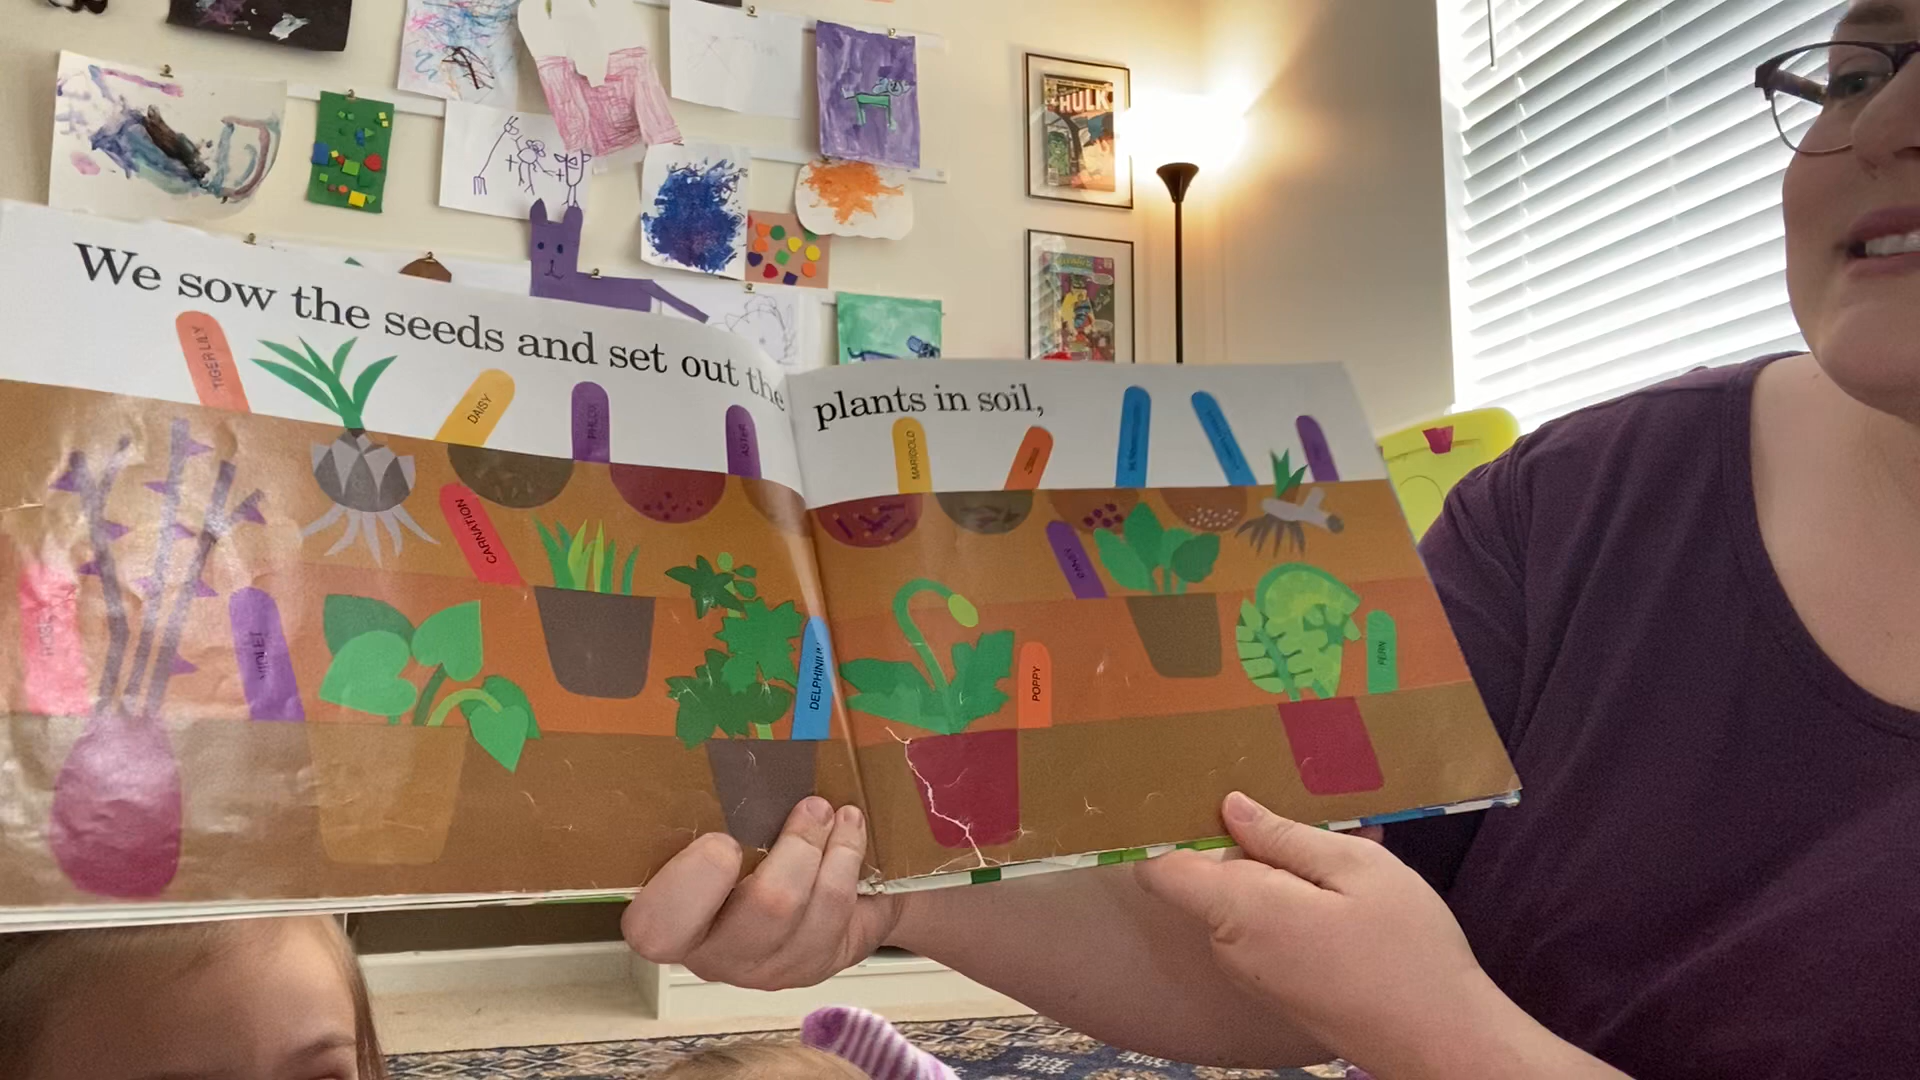 We sow the seeds and set out the
plants in soil,
TIGER LILY
DAISY
PHLOX
ASTER
MARIGOLD
CARNATION
PANSY
ROSE
VIOLET
DELPHINIUM
POPPY
FERN
HULK